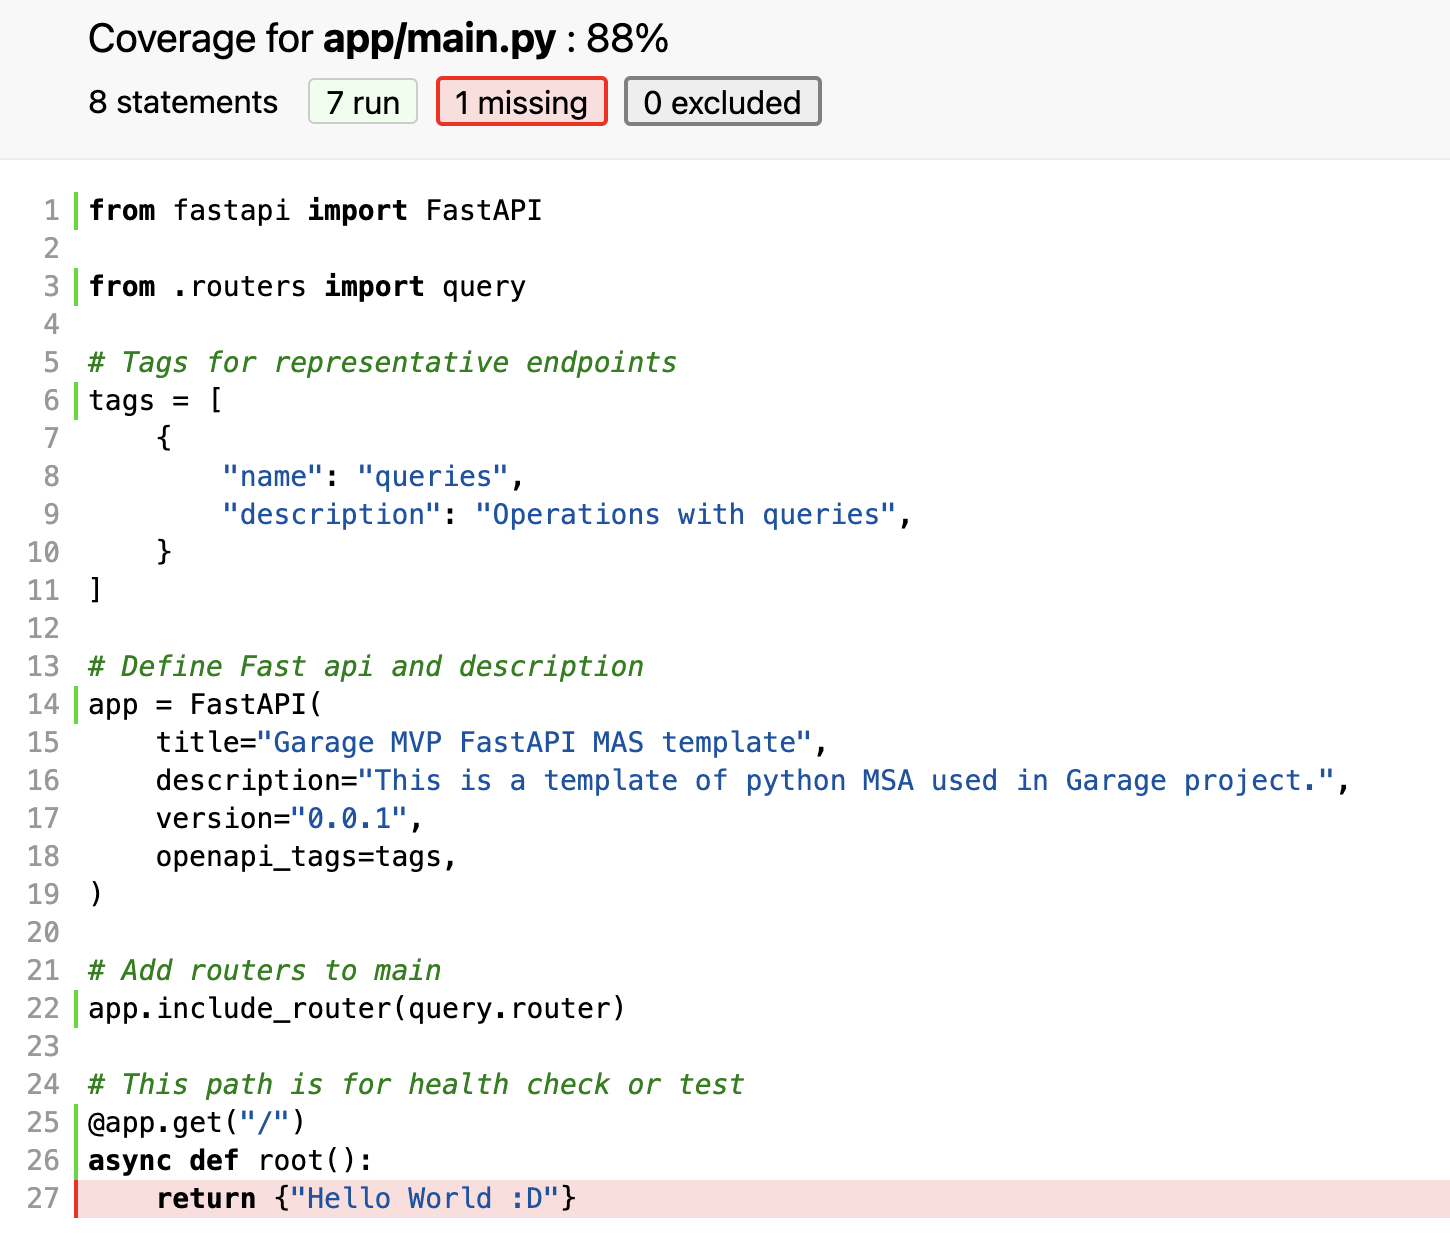 Coverage for app/main.py : 88%
8 statements 7 run 1 missing 0 excluded
1 from fastapi import FastAPI
2
3 from .routers import query
4
5 # Tags for representative endpoints
6 tags = [
7     {
8         "name": "queries",
9         "description": "Operations with queries",
10     }
11 ]
12
13 # Define Fast api and description
14 app = FastAPI(
15     title="Garage MVP FastAPI MAS template",
16     description="This is a template of python MSA used in Garage project.",
17     version="0.0.1",
18     openapi_tags=tags,
19 )
20
21 # Add routers to main
22 app.include_router(query.router)
23
24 # This path is for health check or test
25 @app.get("/")
26 async def root():
27     return {"Hello World :D"}